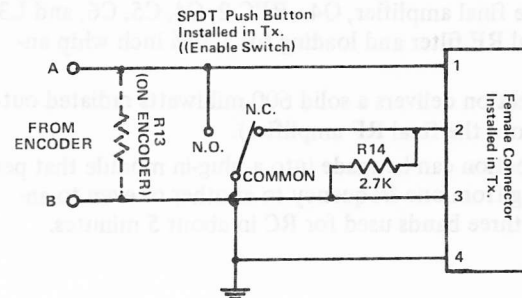 SPDT Push Button
Installed in Tx.
((Enable Switch)
A
1
R13
(ON ENCODER)
N.C.
2
FROM
ENCODER
N.O.
R14
2.7K
COMMON
B
3
4
Female Connector
Installed in Tx.